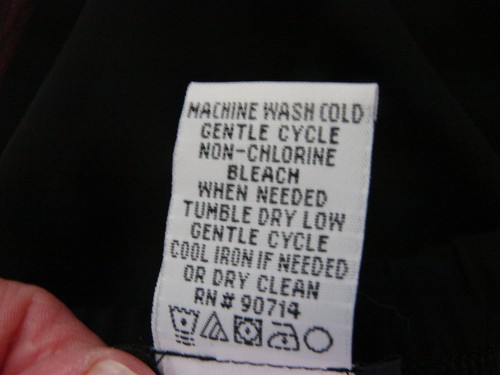 MACHINE WASH COLD
GENTLE CYCLE
NON-CHLORINE
BLEACH
WHEN NEEDED
TUMBLE DRY LOW
GENTLE CYCLE
COOL IRON IF NEEDED
OR DRY CLEAN
RN# 90714